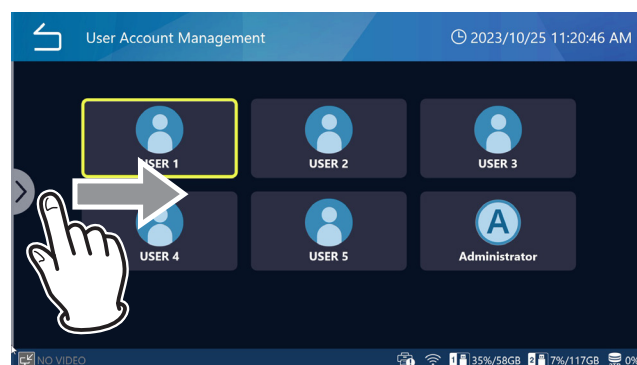 User Account Management
2023/10/25 11:20:46 AM
USER 1
USER 2
USER 3
USER 4
USER 5
A
Administrator
NO VIDEO
1 35%/58GB 2 7%/117GB 0%